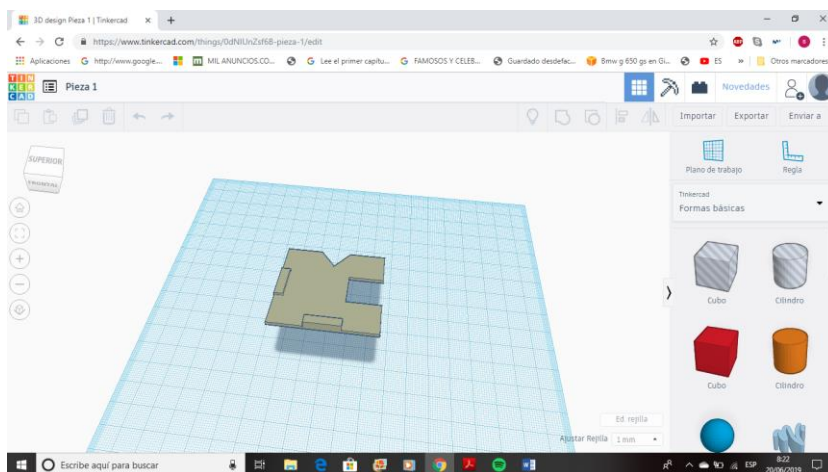 3D design Pieza 1 | Tinkercad
https://www.tinkercad.com/things/0dNIUnZsf68-pieza-1/edit
Aplicaciones
http://www.google...
MIL ANUNCIOS.CO...
Lee el primer capitu...
FAMOSOS Y CELEB...
Guardado desdefac...
Bmw g 650 gs en Gi...
ES
»
Otros marcadores
TIN
KER
CAD
Pieza 1
Novedades
Importar
Exportar
Enviar a
SUPERIOR
FRONTAL
Plano de trabajo
Regla
Tinkercad
Formas básicas
Cubo
Cilindro
Cubo
Cilindro
Ed. rejilla
Ajustar Rejilla
1 mm
Escribe aquí para buscar
ESP
8:22
20/06/2019